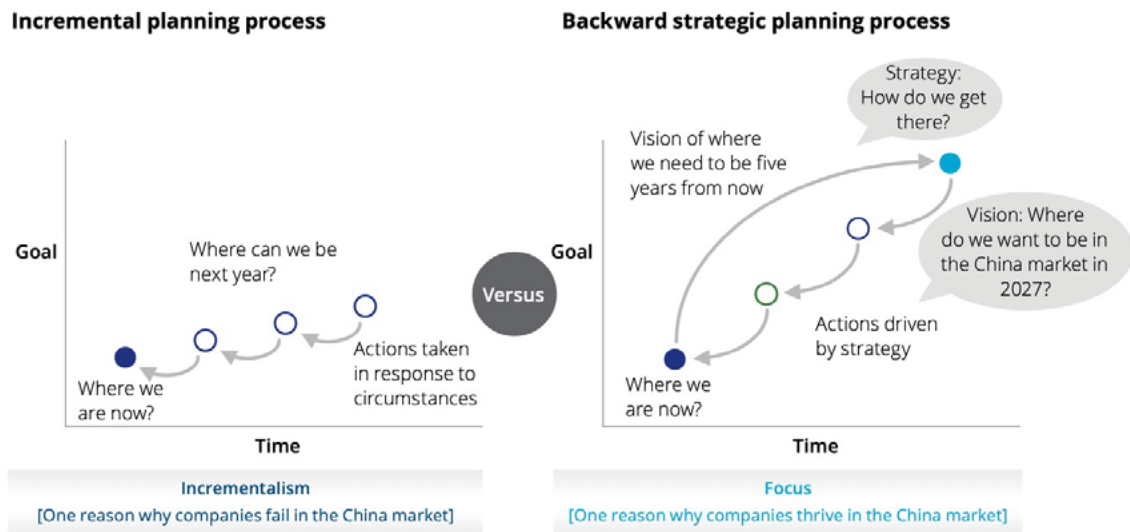 Incremental planning process
Goal
Where can we be
next year?
Where we
are now?
Actions taken
in response to
circumstances
Time
Incrementalism
[One reason why companies fail in the China market]
Versus
Backward strategic planning process
Strategy:
How do we get
there?
Vision of where
we need to be five
years from now
Goal
Vision: Where
do we want to be in
the China market in
2027?
Actions driven
by strategy
Where we
are now?
Time
Focus
[One reason why companies thrive in the China market]